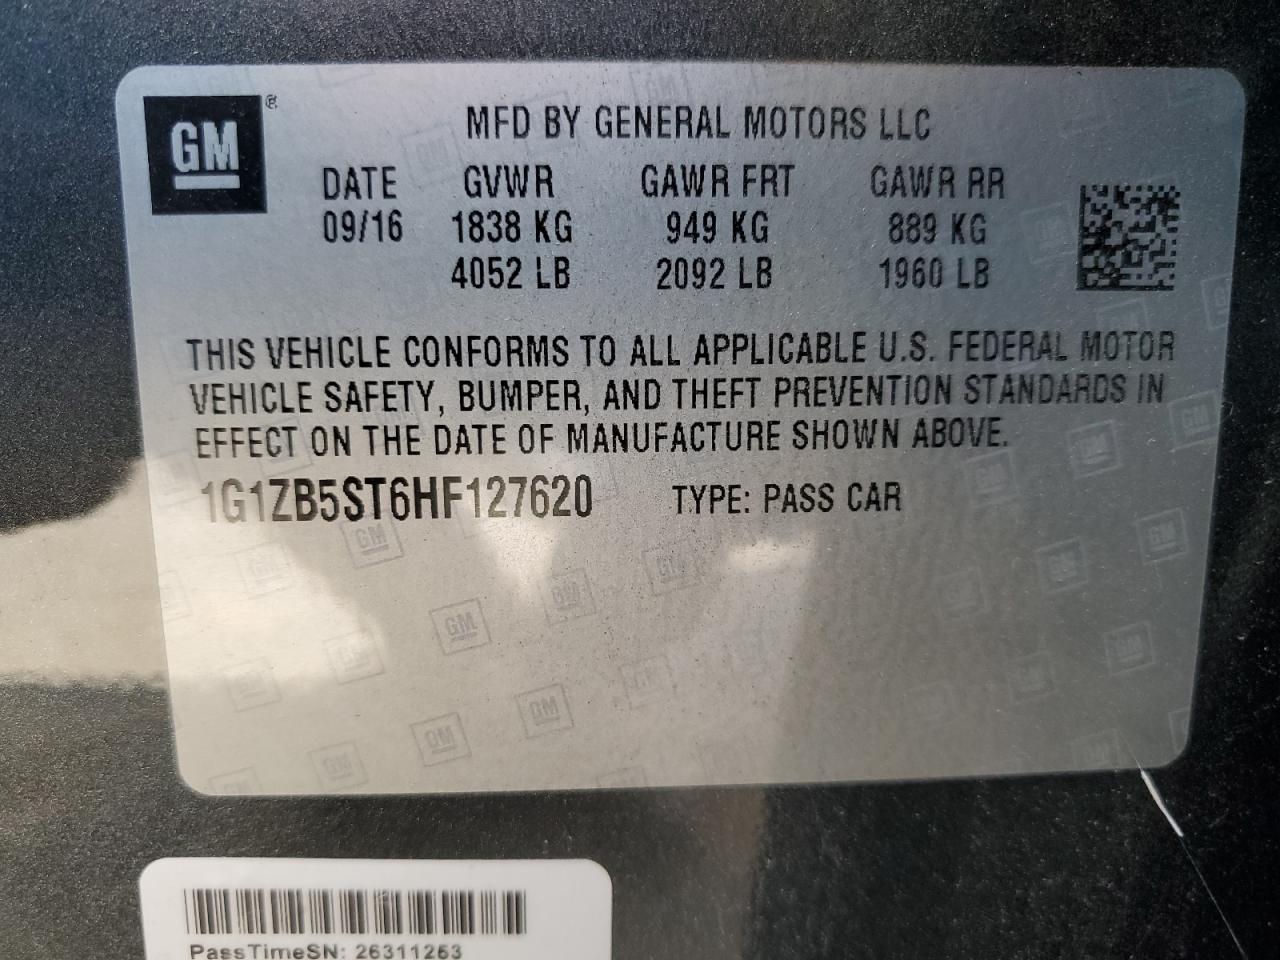 GM®
MFD BY GENERAL MOTORS LLC
DATE GVWR GAWR FRT GAWR RR
09/16 1838 KG 949 KG 889 KG
4052 LB 2092 LB 1960 LB
THIS VEHICLE CONFORMS TO ALL APPLICABLE U.S. FEDERAL MOTOR
VEHICLE SAFETY, BUMPER, AND THEFT PREVENTION STANDARDS IN
EFFECT ON THE DATE OF MANUFACTURE SHOWN ABOVE.
1G1ZB5ST6HF127620 TYPE: PASS CAR
PassTimeSN: 26311263